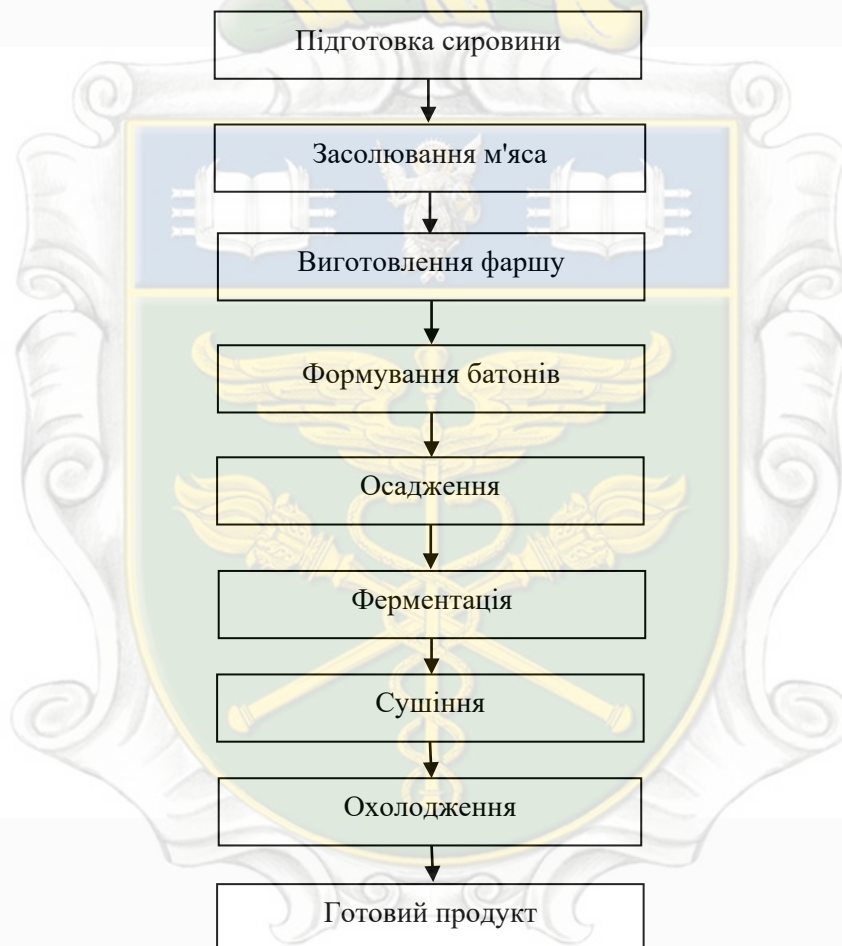 Підготовка сировини
Засолювання м'яса
Виготовлення фаршу
Формування батонів
Осадження
Ферментація
Сушіння
Охолодження
Готовий продукт